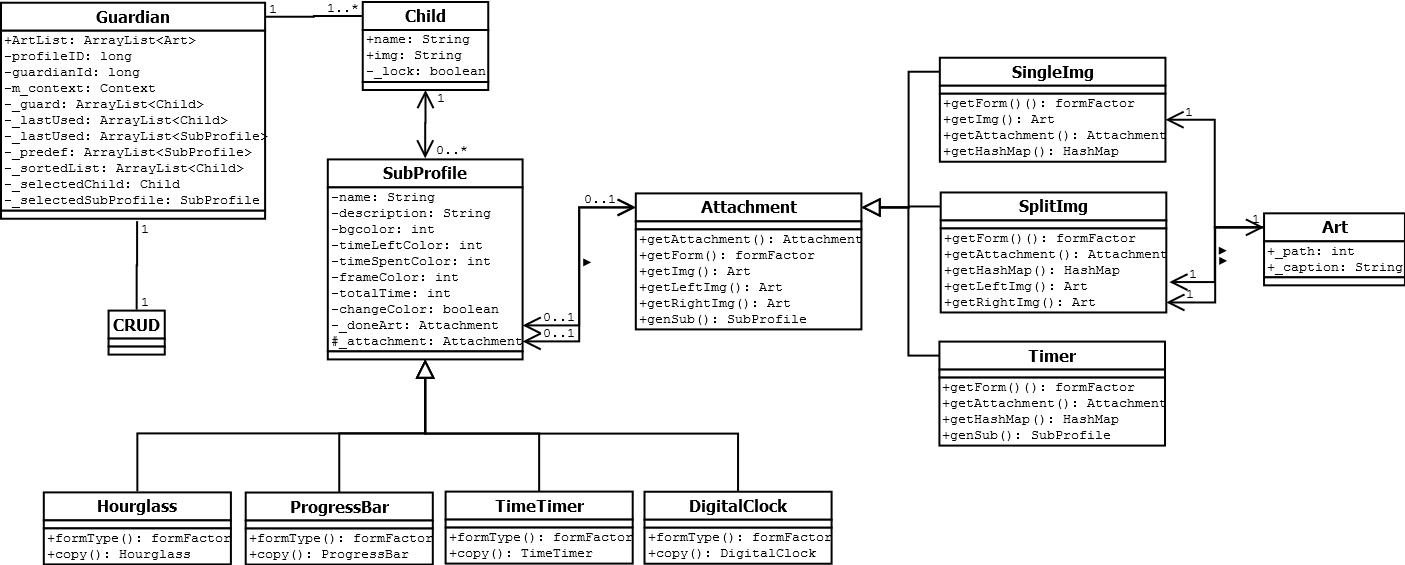 Guardian
+ArtList: ArrayList<Art>
-profileID: long
-guardianId: long
-m_context: Context
-_guard: ArrayList<Child>
-_lastUsed: ArrayList<Child>
-_lastUsed: ArrayList<SubProfile>
-_predef: ArrayList<SubProfile>
-_sortedList: ArrayList<Child>
-_selectedChild: Child
-_selectedSubProfile: SubProfile
1
1..*
Child
+name: String
+img: String
-_lock: boolean
1
0..*
1
1
CRUD
SubProfile
-name: String
-description: String
-bgcolor: int
-timeLeftColor: int
-timeSpentColor: int
-frameColor: int
-totalTime: int
-changeColor: boolean
-_doneArt: Attachment
#_attachment: Attachment
0..1
0..1
0..1
Attachment
+getAttachment(): Attachment
+getForm(): formFactor
+getImg(): Art
+getLeftImg(): Art
+getRightImg(): Art
+genSub(): SubProfile
SingleImg
+getForm()(): formFactor
+getImg(): Art
+getAttachment(): Attachment
+getHashMap(): HashMap
1
SplitImg
+getForm(): formFactor
+getAttachment(): Attachment
+getHashMap(): HashMap
+getLeftImg(): Art
+getRightImg(): Art
1
1
1
Art
+_path: int
+_caption: String
Timer
+getForm()(): formFactor
+getAttachment(): Attachment
+getHashMap(): HashMap
+genSub(): SubProfile
Hourglass
+formType(): formFactor
+copy(): Hourglass
ProgressBar
+formType(): formFactor
+copy(): ProgressBar
TimeTimer
+formType(): formFactor
+copy(): TimeTimer
DigitalClock
+formType(): formFactor
+copy(): DigitalClock